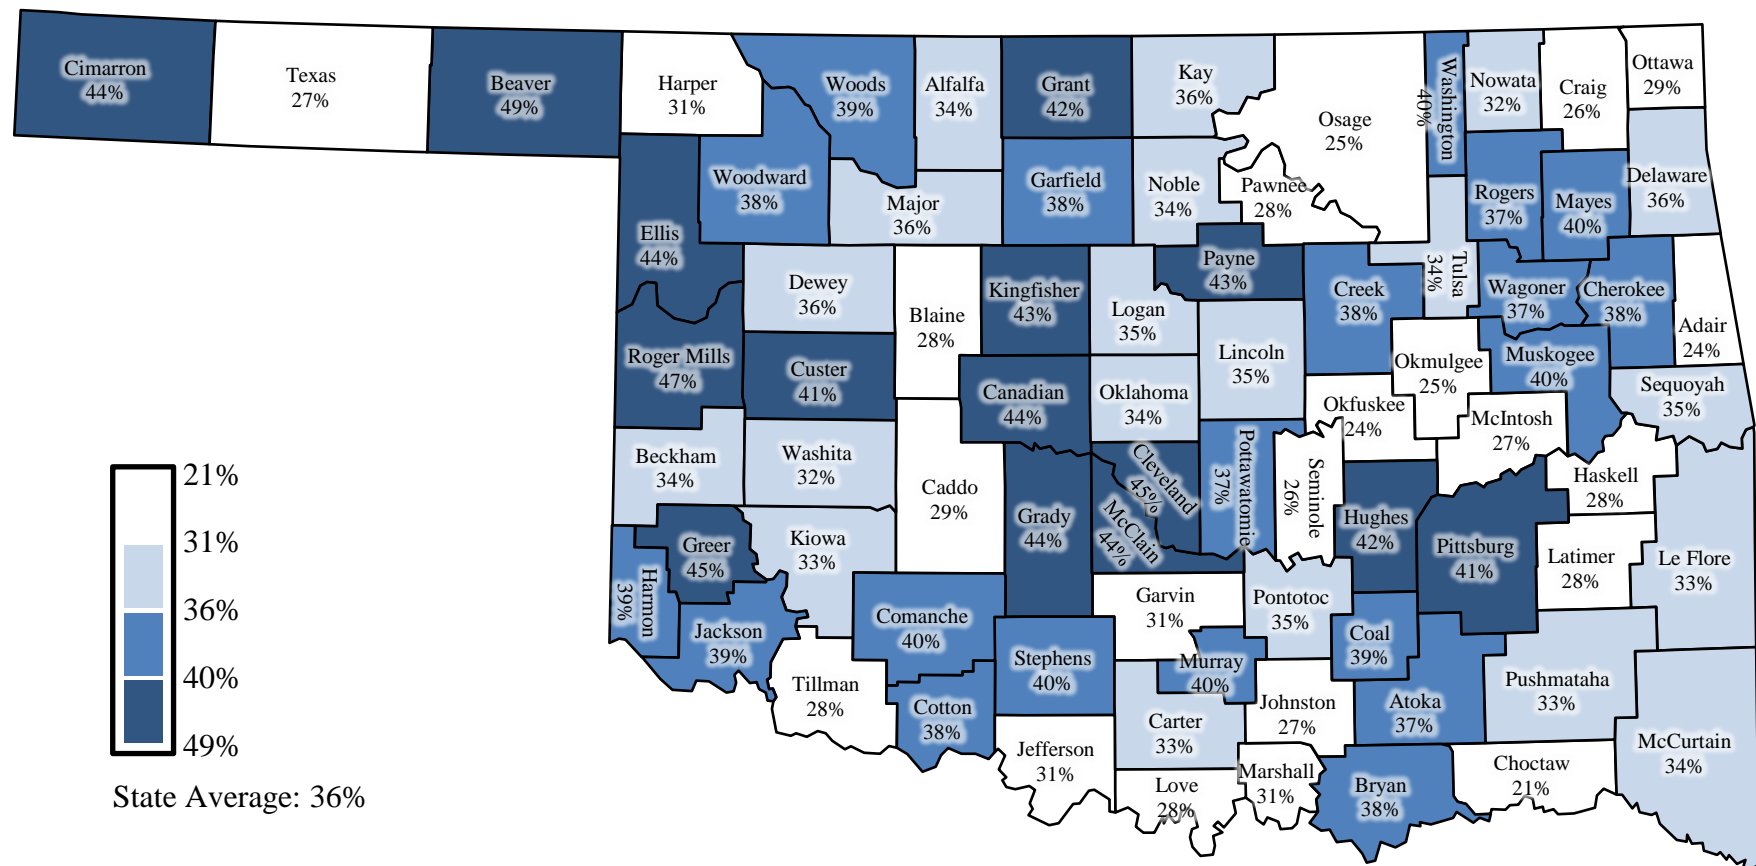 Cimarron
44%
Texas
27%
Beaver
49%
Harper
31%
Woods
39%
Alfalfa
34%
Grant
42%
Kay
36%
Osage
25%
Washington
40%
Nowata
32%
Craig
26%
Ottawa
29%
Woodward
38%
Major
36%
Garfield
38%
Noble
34%
Pawnee
28%
Rogers
37%
Mayes
40%
Delaware
36%
Ellis
44%
Dewey
36%
Blaine
28%
Kingfisher
43%
Logan
35%
Payne
43%
Creek
38%
Tulsa
34%
Wagoner
37%
Cherokee
38%
Adair
24%
Roger Mills
47%
Custer
41%
Canadian
44%
Oklahoma
34%
Lincoln
35%
Okmulgee
25%
Muskogee
40%
Sequoyah
35%
Okfuskee
24%
McIntosh
27%
Beckham
34%
Washita
32%
Caddo
29%
Grady
44%
Cleveland
45%
McClain
44%
Pottawatomie
37%
Seminole
26%
Hughes
42%
Pittsburg
41%
Haskell
28%
Latimer
28%
Le Flore
33%
Greer
45%
Kiowa
33%
Harmon
39%
Jackson
39%
Comanche
40%
Garvin
31%
Pontotoc
35%
Coal
39%
Stephens
40%
Murray
40%
Tillman
28%
Cotton
38%
Carter
33%
Johnston
27%
Atoka
37%
Pushmataha
33%
McCurtain
34%
Jefferson
31%
Love
28%
Marshall
31%
Bryan
38%
Choctaw
21%
21%
31%
36%
40%
49%
State Average: 36%